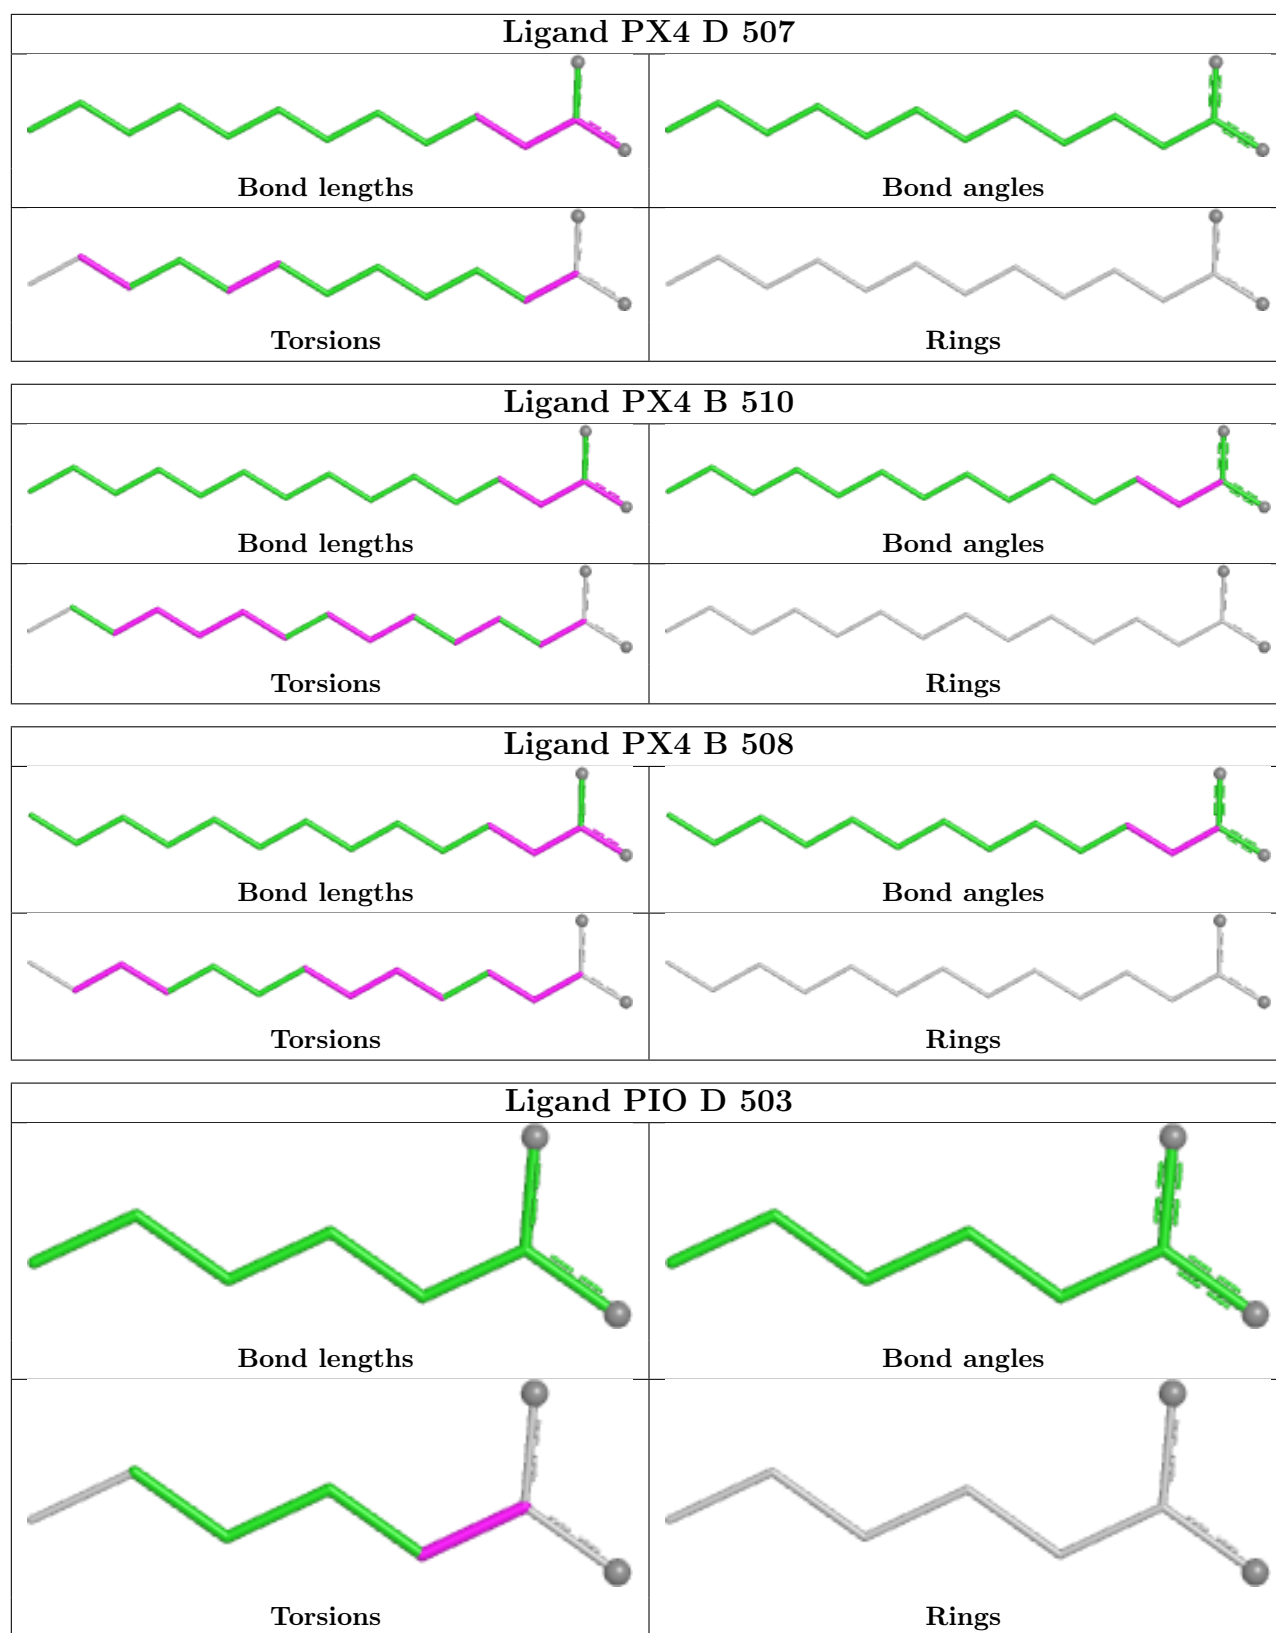 Ligand PX4 D 507
Bond lengths Bond angles
Torsions Rings
Ligand PX4 B 510
Bond lengths Bond angles
Torsions Rings
Ligand PX4 B 508
Bond lengths Bond angles
Torsions Rings
Ligand PIO D 503
Bond lengths Bond angles
Torsions Rings